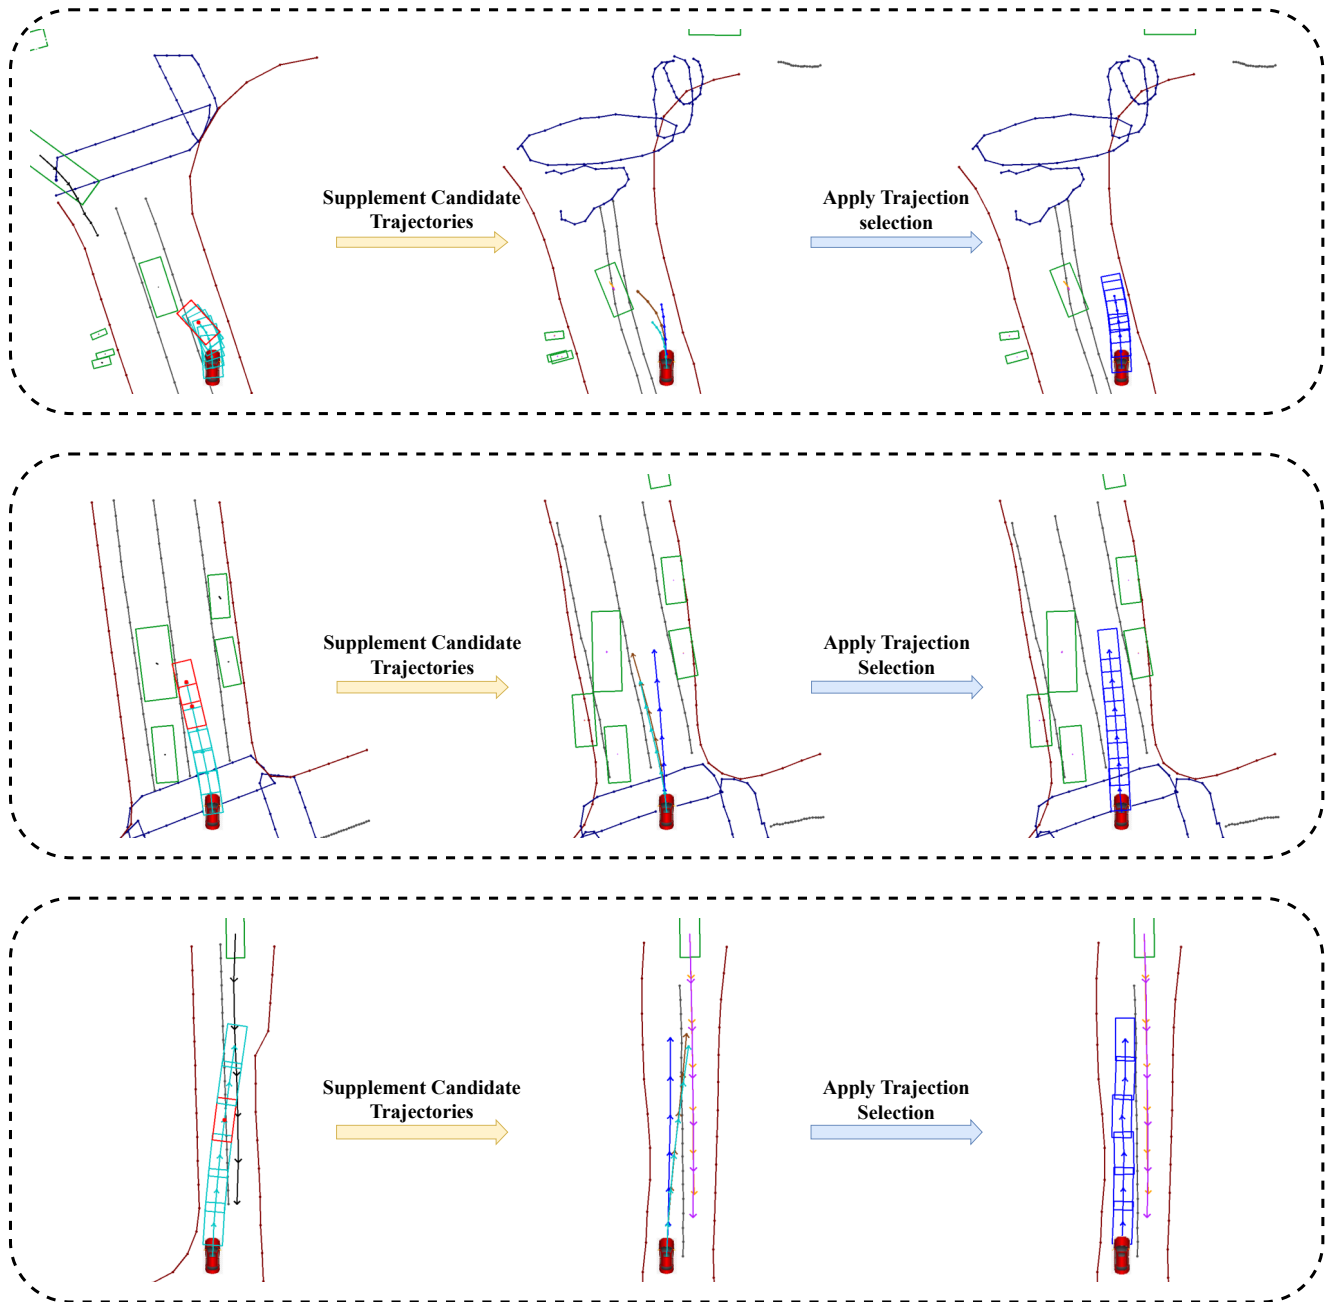 Supplement Candidate
Trajectories
Apply Trajection
selection
Supplement Candidate
Trajectories
Apply Trajection
Selection
Supplement Candidate
Trajectories
Apply Trajection
Selection